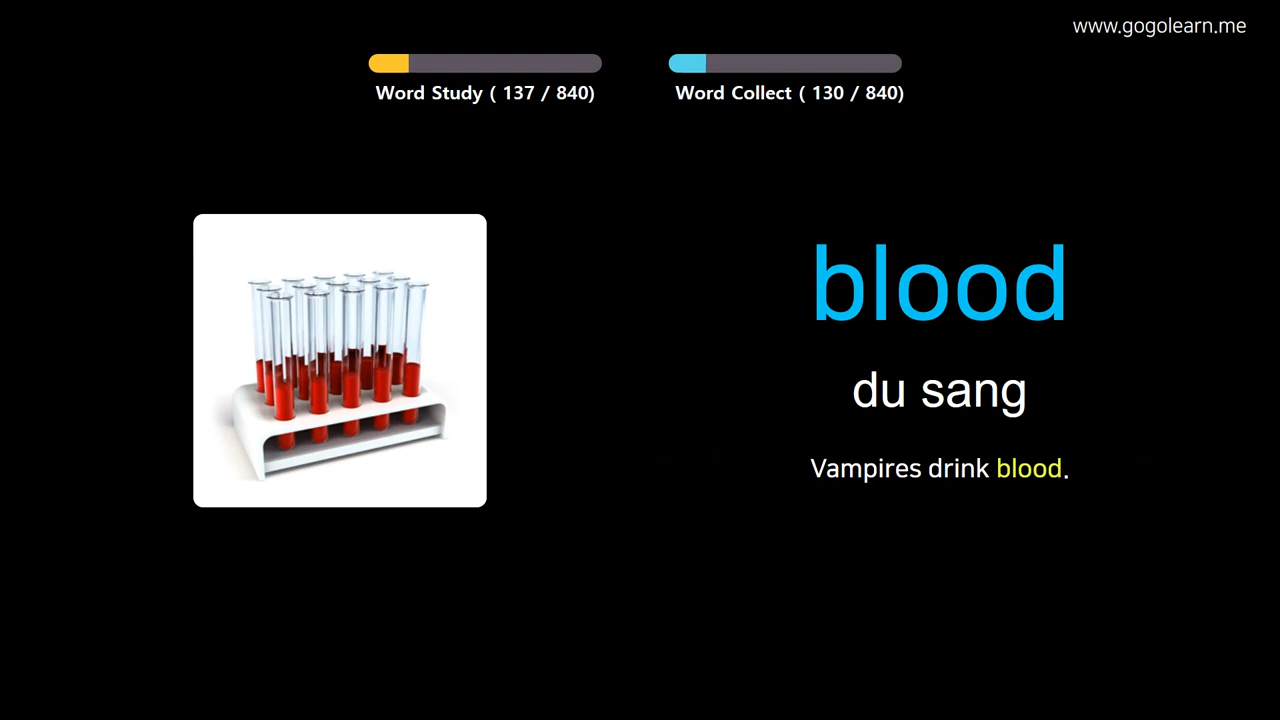 www.gogolearn.me
Word Study ( 137 / 840)
Word Collect ( 130 / 840)
blood
du sang
Vampires drink blood.